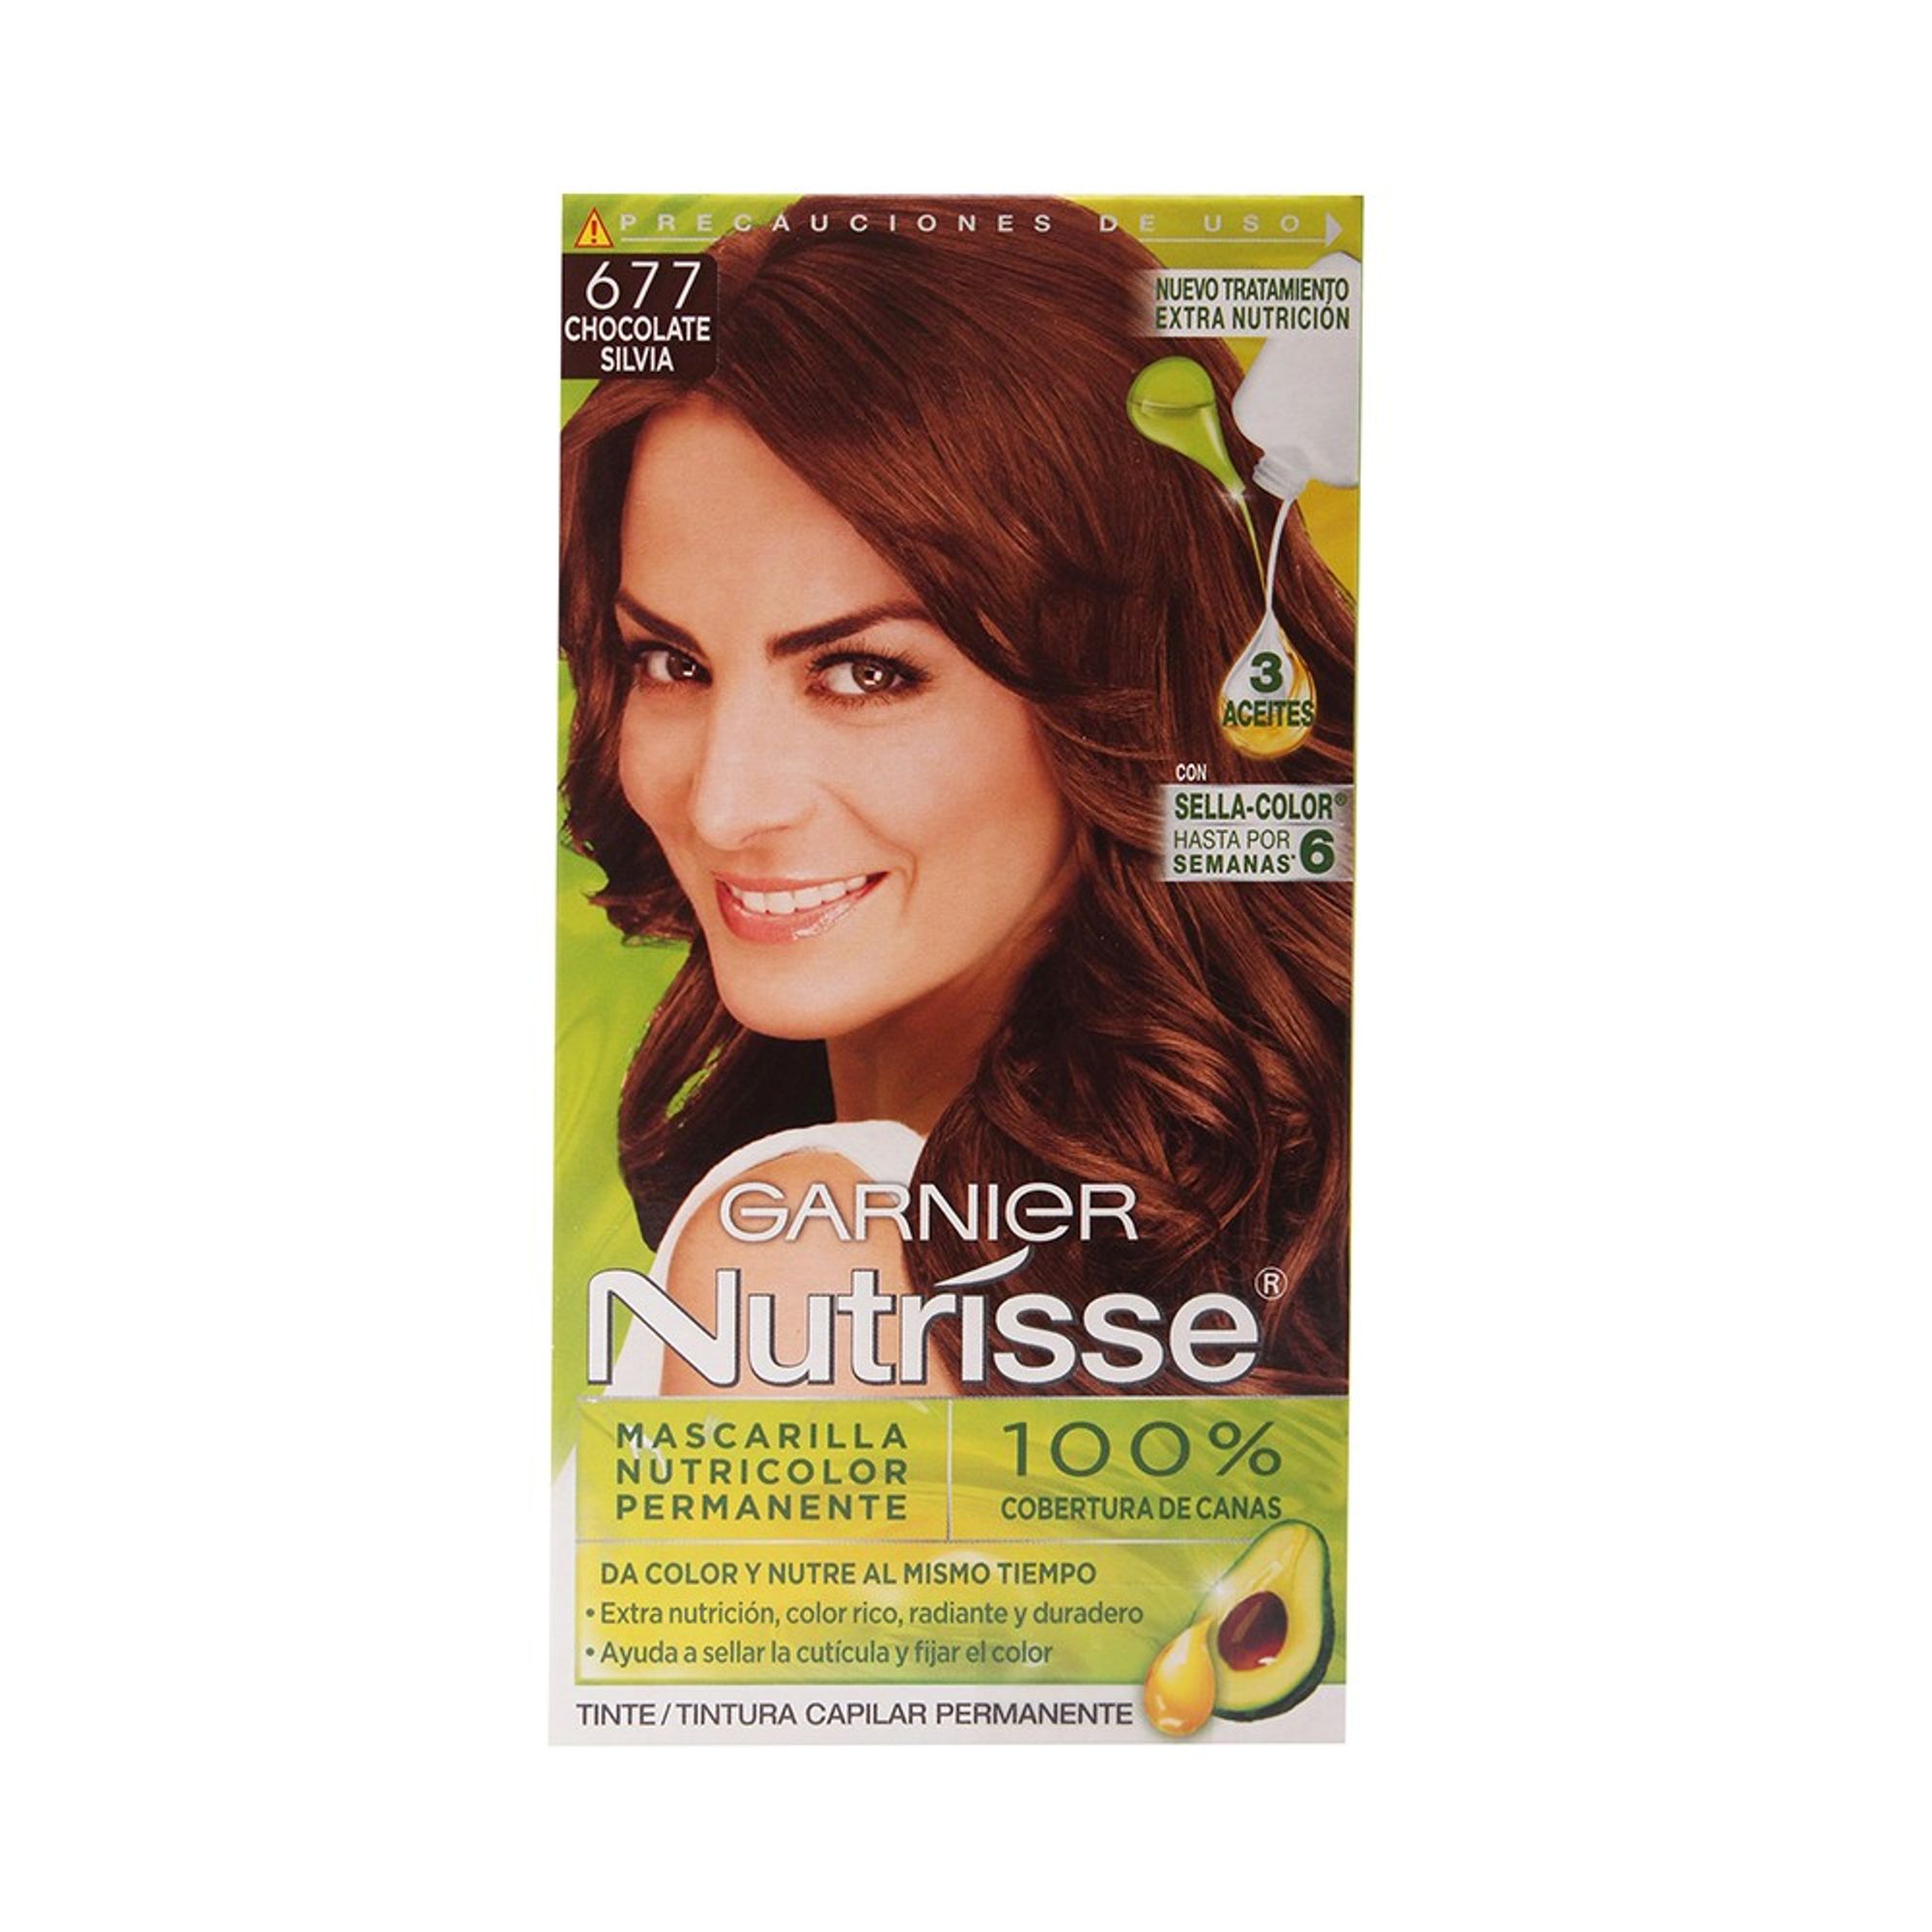 PRECAUCIONES DE USO
677
CHOCOLATE
SILVIA
NUEVO TRATAMIENTO
EXTRA NUTRICIÓN
3
ACEITES
CON
SELLA-COLOR®
HASTA POR
SEMANAS* 6
GARNIER
Nutrisse®
MASCARILLA
NUTRICOLOR
PERMANENTE
100%
COBERTURA DE CANAS
DA COLOR Y NUTRE AL MISMO TIEMPO
• Extra nutrición, color rico, radiante y duradero
• Ayuda a sellar la cutícula y fijar el color
TINTE / TINTURA CAPILAR PERMANENTE